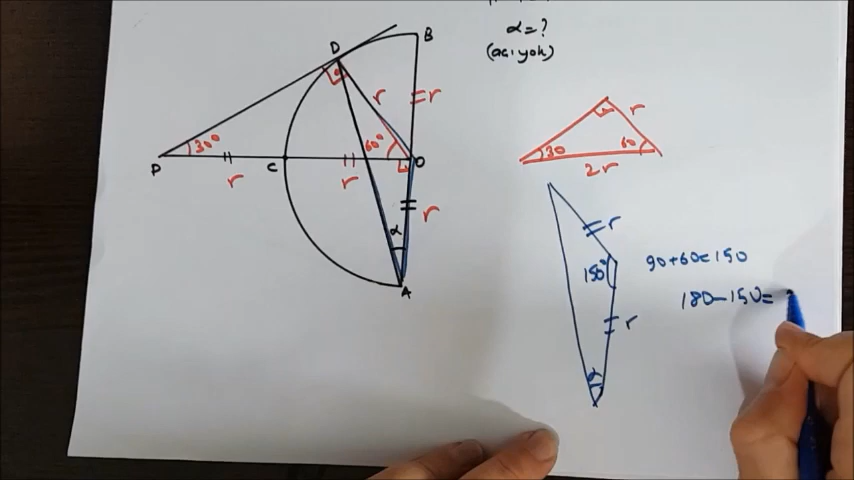 α=?
(açı yok)
D
B
r
r
30°
60°
P
C
O
r
r
r
α
A
r
30
60
2r
r
150°
90+60=150
180-150=
r
α